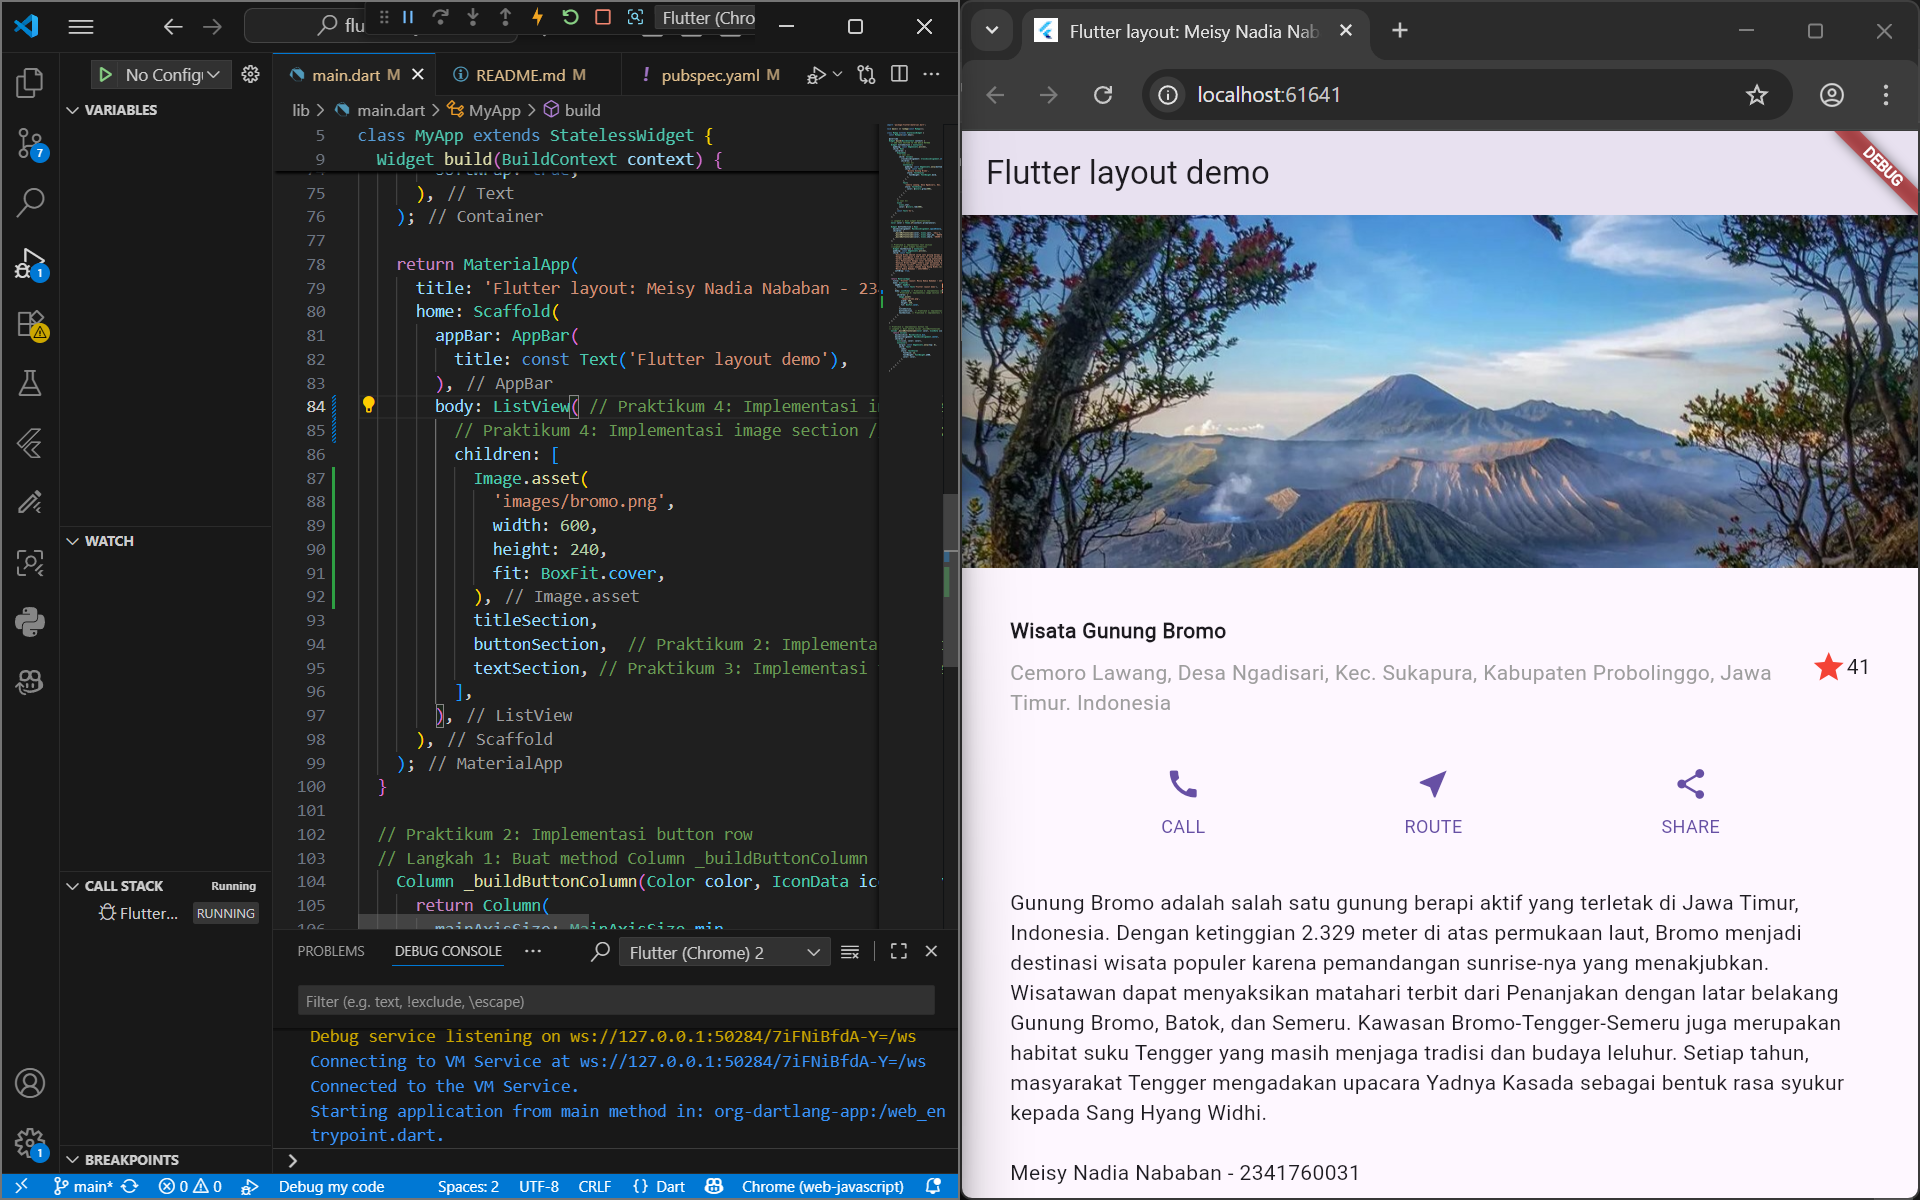 flu
Flutter (Chro
No Config
VARIABLES
WATCH
CALL STACK
Running
Flutter...
RUNNING
BREAKPOINTS
7
1
1
main.dart M
README.md M
pubspec.yaml M
lib > main.dart > MyApp > build
5 class MyApp extends StatelessWidget {
9 Widget build(BuildContext context) {
75 ), // Text
76 ); // Container
77
78 return MaterialApp(
79 title: 'Flutter layout: Meisy Nadia Nababan - 234
80 home: Scaffold(
81 appBar: AppBar(
82 title: const Text('Flutter layout demo'),
83 ), // AppBar
84 body: ListView( // Praktikum 4: Implementasi i
85 // Praktikum 4: Implementasi image section /
86 children: [
87 Image.asset(
88 'images/bromo.png',
89 width: 600,
90 height: 240,
91 fit: BoxFit.cover,
92 ), // Image.asset
93 titleSection,
94 buttonSection, // Praktikum 2: Implementa
95 textSection, // Praktikum 3: Implementasi
96 ],
97 ), // ListView
98 ), // Scaffold
99 ); // MaterialApp
100 }
101
102 // Praktikum 2: Implementasi button row
103 // Langkah 1: Buat method Column _buildButtonColumn
104 Column _buildButtonColumn(Color color, IconData ic
105 return Column(
106 mainAxisSize: MainAxisSize.min
PROBLEMS
DEBUG CONSOLE
Flutter (Chrome) 2
Filter (e.g. text, !exclude, \escape)
Debug service listening on ws://127.0.0.1:50284/7iFNiBfdA-Y=/ws
Connecting to VM Service at ws://127.0.0.1:50284/7iFNiBfdA-Y=/ws
Connected to the VM Service.
Starting application from main method in: org-dartlang-app:/web_en
trypoint.dart.
main*
0
0
Debug my code
Spaces: 2
UTF-8
CRLF
{} Dart
Chrome (web-javascript)
Flutter layout: Meisy Nadia Nab
localhost:61641
Flutter layout demo
DEBUG
Wisata Gunung Bromo
Cemoro Lawang, Desa Ngadisari, Kec. Sukapura, Kabupaten Probolinggo, Jawa
Timur. Indonesia
41
CALL
ROUTE
SHARE
Gunung Bromo adalah salah satu gunung berapi aktif yang terletak di Jawa Timur,
Indonesia. Dengan ketinggian 2.329 meter di atas permukaan laut, Bromo menjadi
destinasi wisata populer karena pemandangan sunrise-nya yang menakjubkan.
Wisatawan dapat menyaksikan matahari terbit dari Penanjakan dengan latar belakang
Gunung Bromo, Batok, dan Semeru. Kawasan Bromo-Tengger-Semeru juga merupakan
habitat suku Tengger yang masih menjaga tradisi dan budaya leluhur. Setiap tahun,
masyarakat Tengger mengadakan upacara Yadnya Kasada sebagai bentuk rasa syukur
kepada Sang Hyang Widhi.
Meisy Nadia Nababan - 2341760031